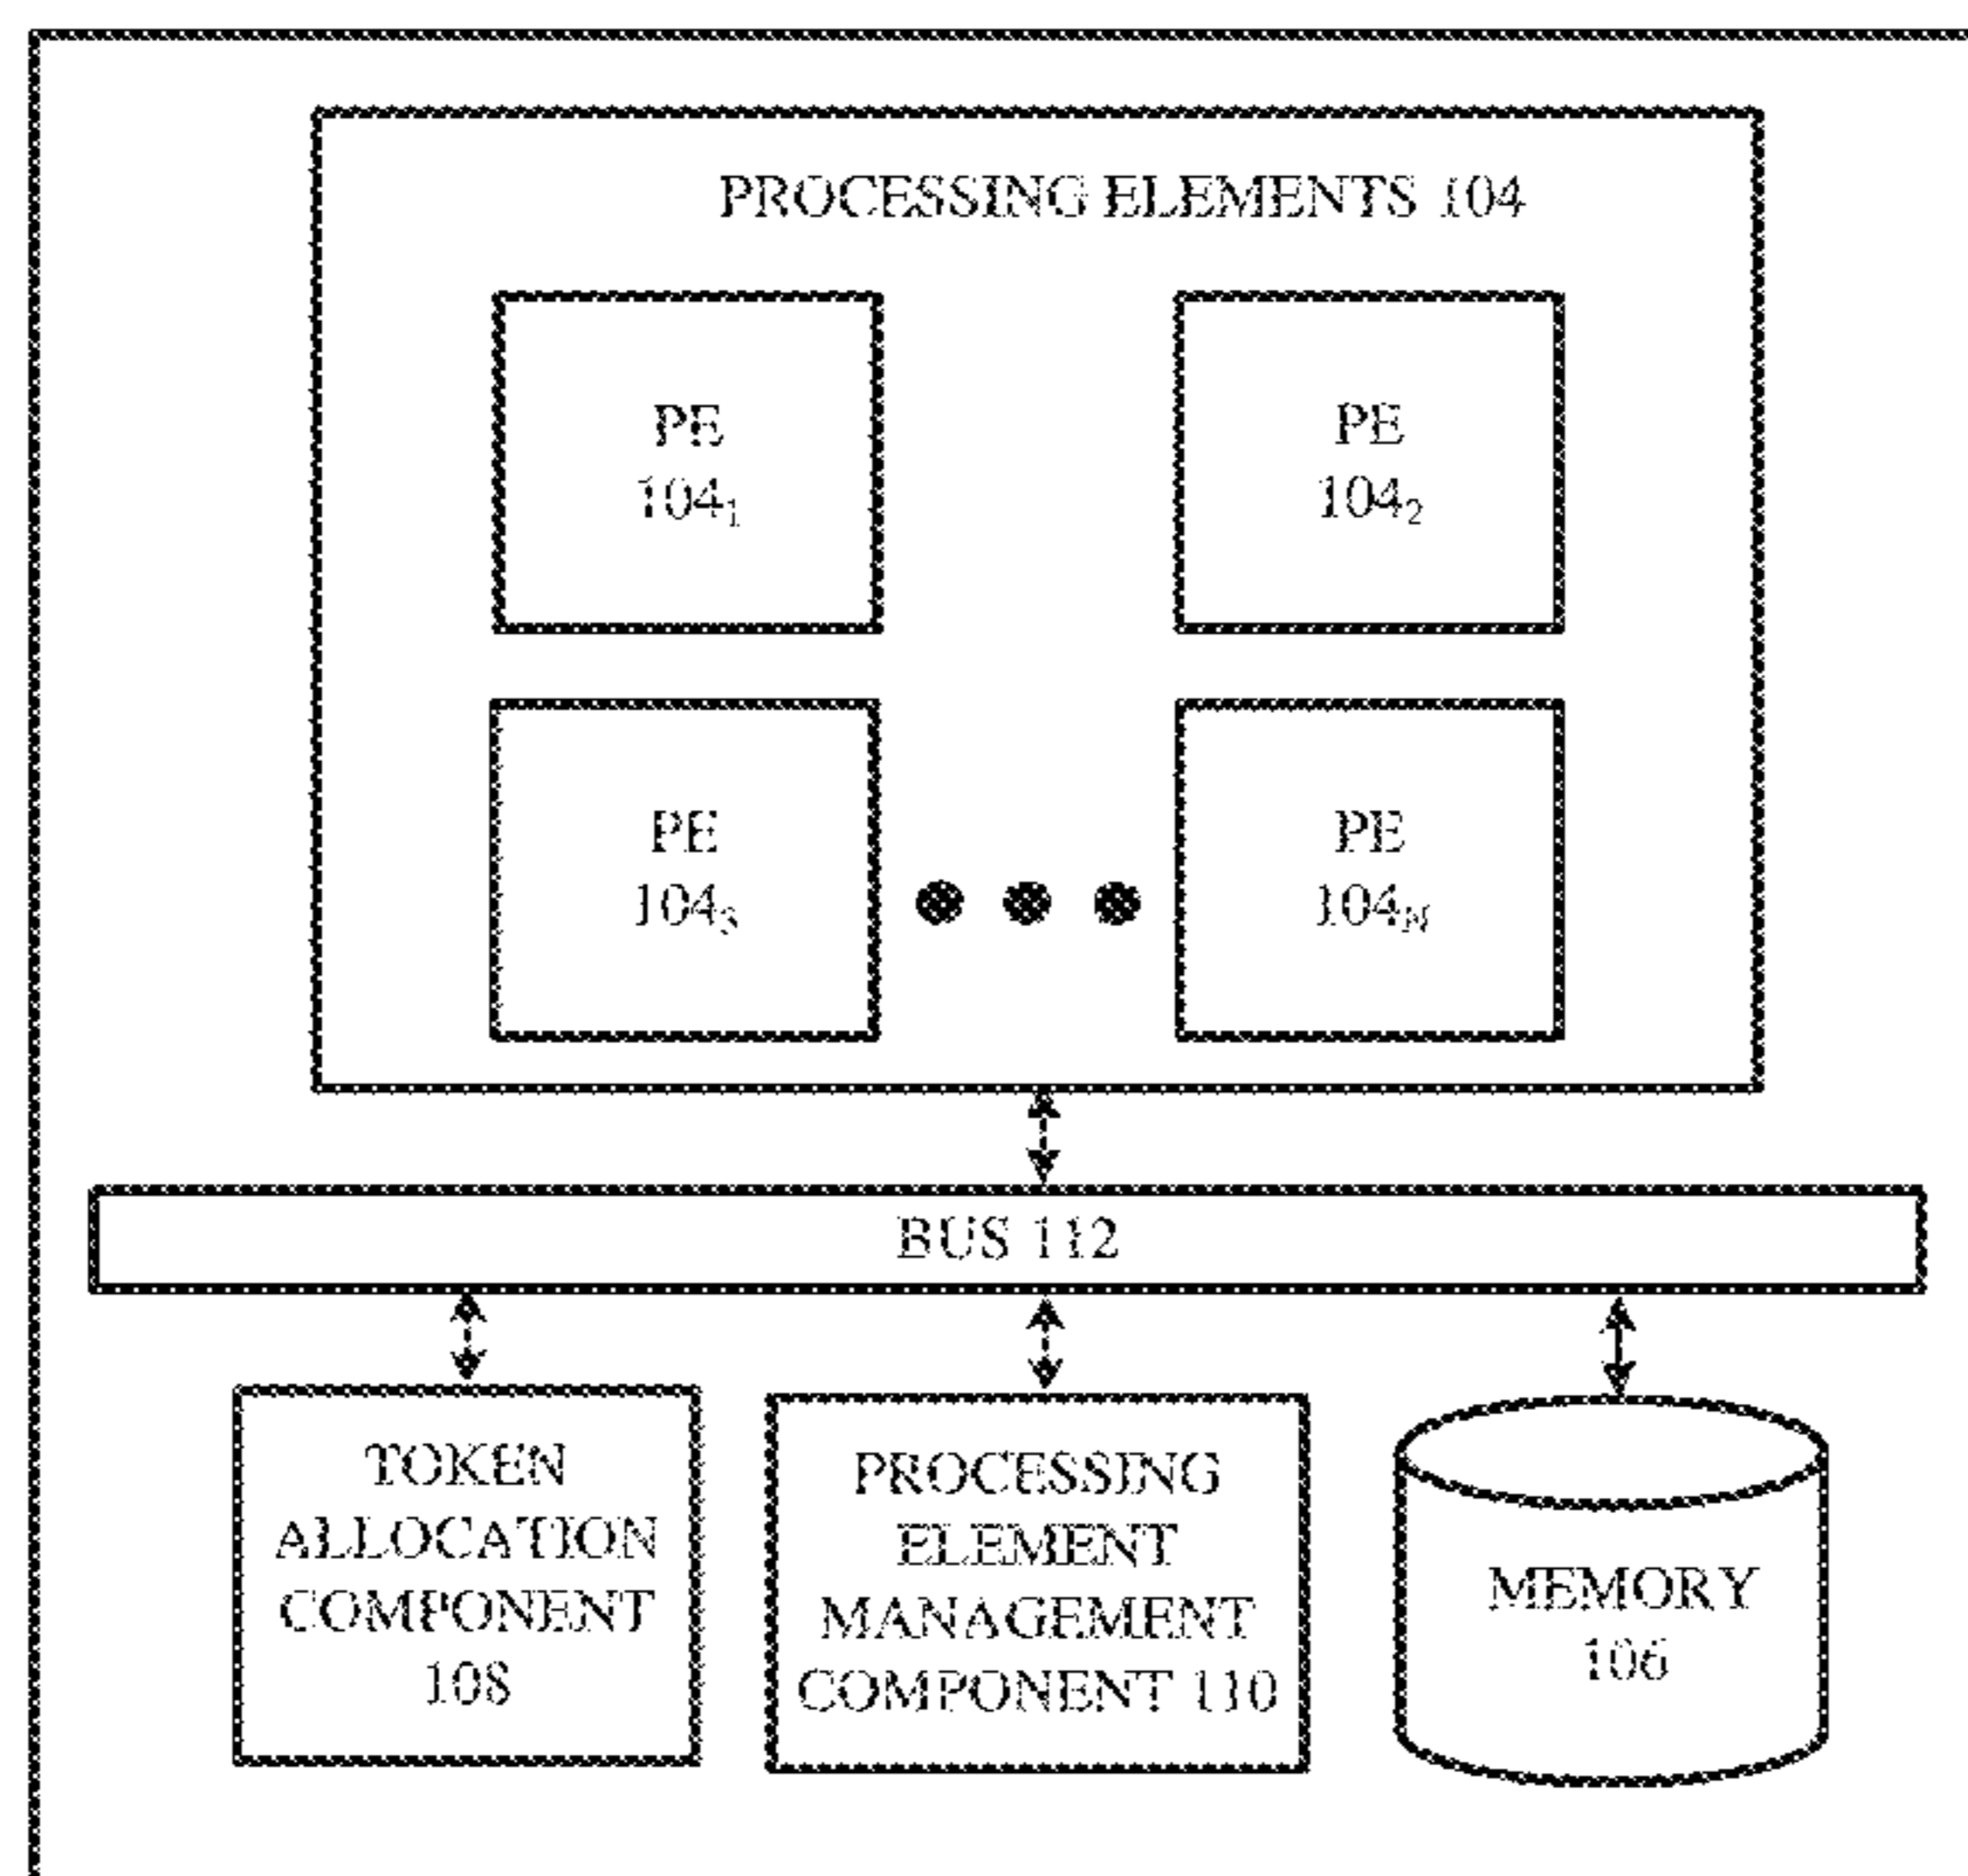 PROCESSING ELEMENTS 104
PE
104₁
PE
104₂
PE
104₃
PE
104N
BUS 112
TOKEN
ALLOCATION
COMPONENT
108
PROCESSING
ELEMENT
MANAGEMENT
COMPONENT 110
MEMORY
106